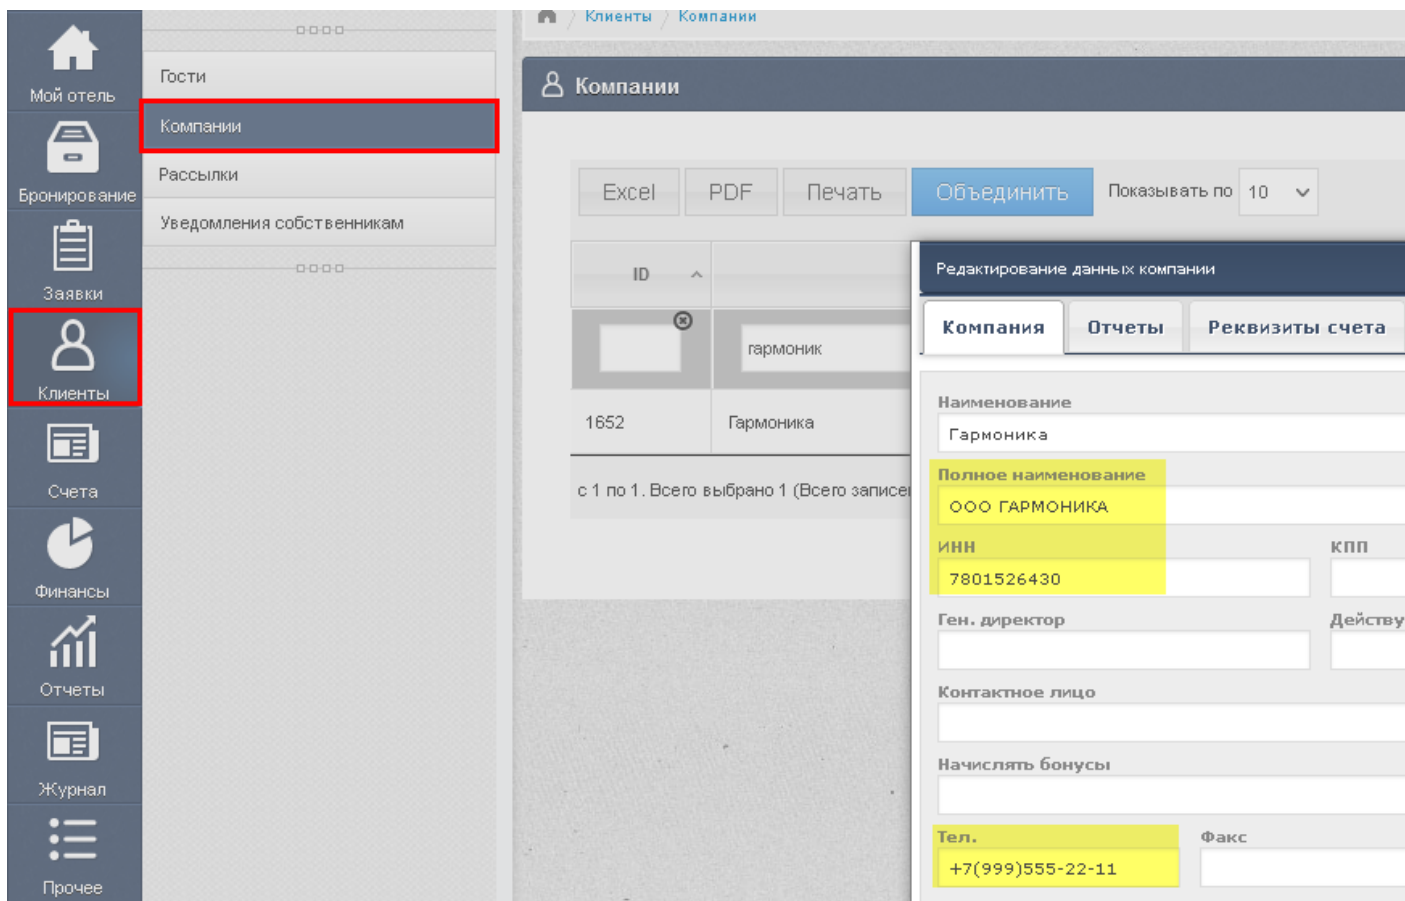 Клиенты
Компании
Мой отель
Бронирование
Заявки
Клиенты
Счета
Финансы
Отчеты
Журнал
Прочее
Гости
Компании
Рассылки
Уведомления собственникам
Компании
Excel
PDF
Печать
Объединить
Показывать по
10
ID
гармоник
1652
Гармоника
с 1 по 1. Всего выбрано 1 (Всего записе
Редактирование данных компании
Компания
Отчеты
Реквизиты счета
Наименование
Гармоника
Полное наименование
ООО ГАРМОНИКА
ИНН
КПП
7801526430
Ген. директор
Действу
Контактное лицо
Начислять бонусы
Тел.
Факс
+7(999)555-22-11